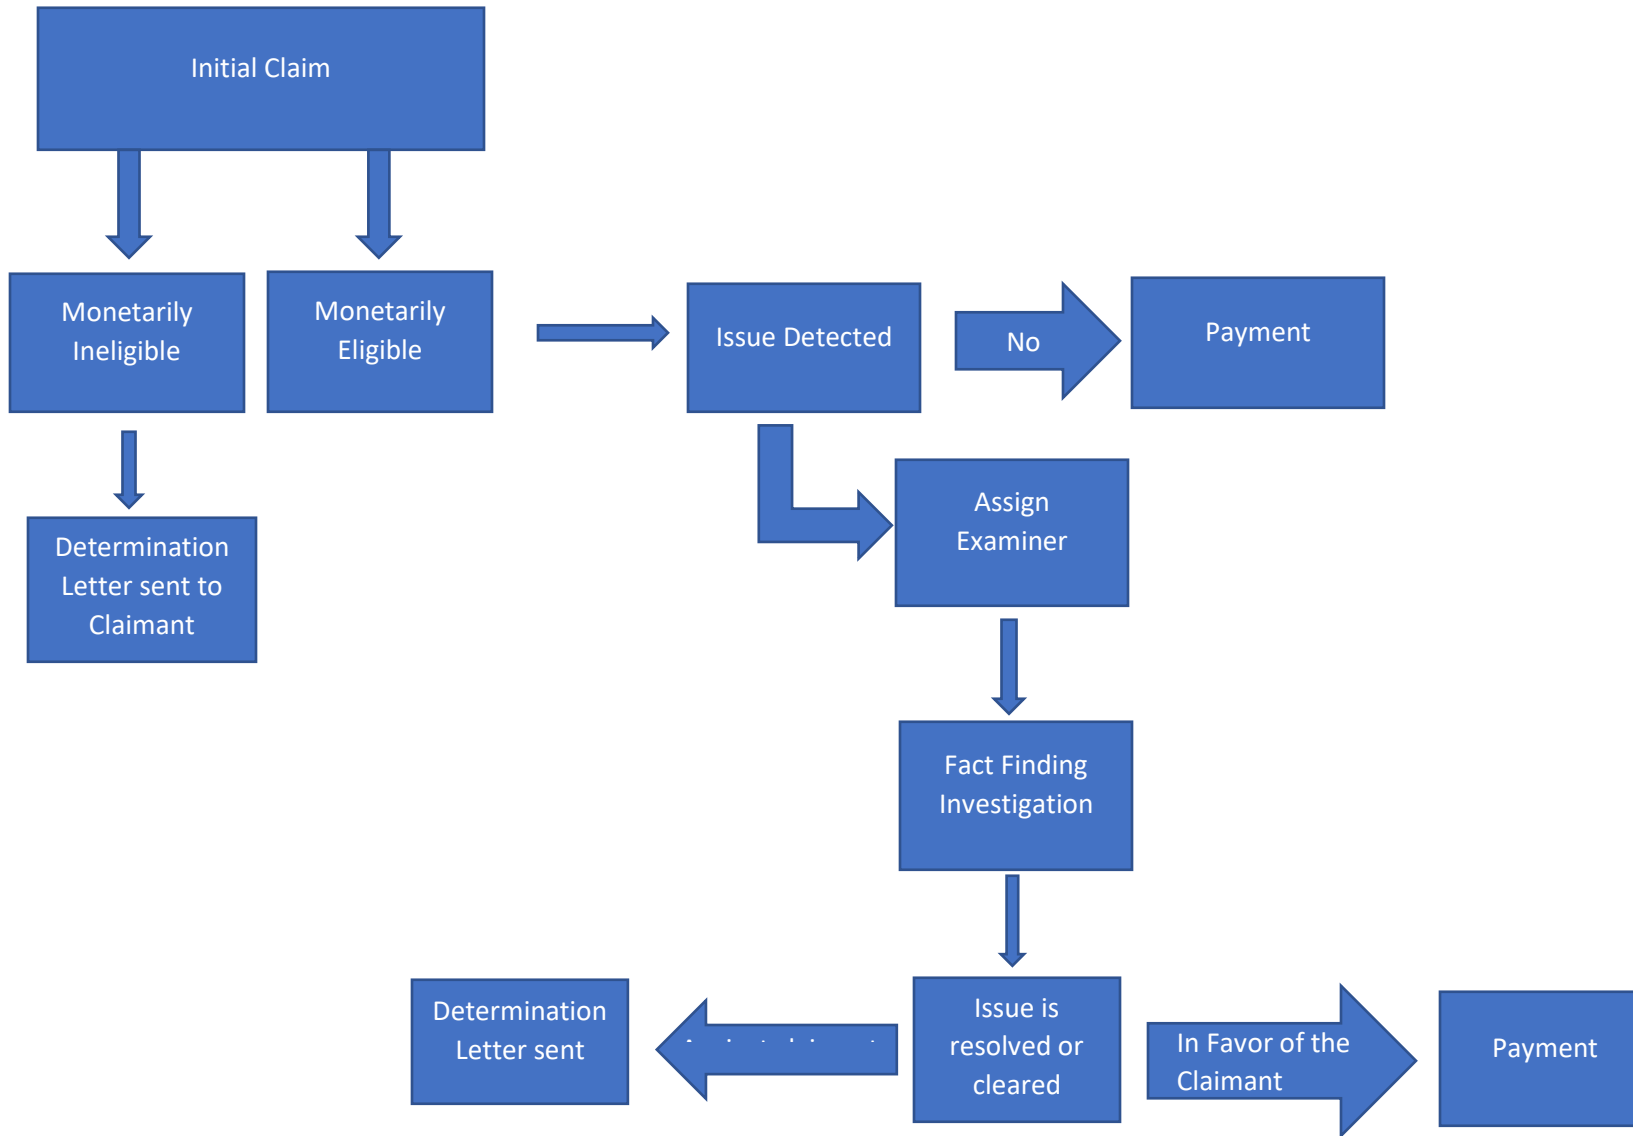 Initial Claim
Monetarily
Ineligible
Monetarily
Eligible
Issue Detected
No
Payment
Assign
Examiner
Determination
Letter sent to
Claimant
Fact Finding
Investigation
Determination
Letter sent
Issue is
resolved or
cleared
In Favor of the
Claimant
Payment